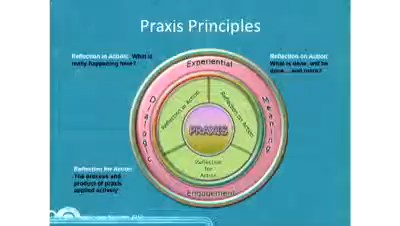 Praxis Principles
Reflection in Action: What is
really happening here?
Reflection on Action:
What is done, will be
done....and more?
Experiential
Dialogic
Meaning
Reflection in Action
Reflection on Action
PRAXIS
Reflection
for
Action
Engagement
Reflection for Action:
The process and
product of praxis
applied actively
2010